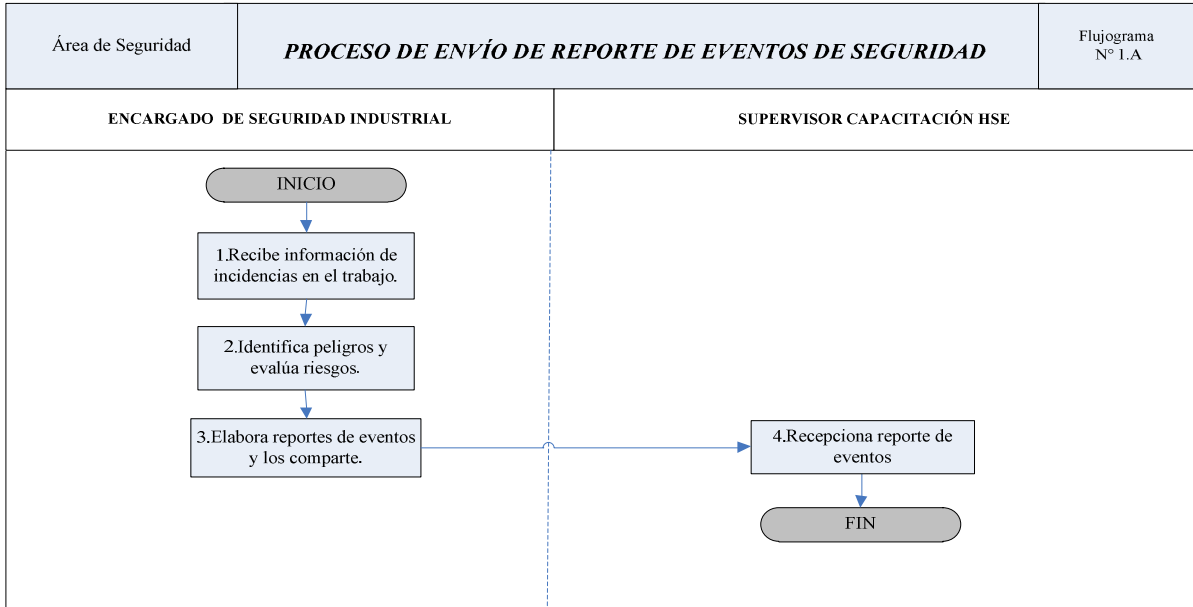 Área de Seguridad
PROCESO DE ENVÍO DE REPORTE DE EVENTOS DE SEGURIDAD
Flujograma
N° 1.A
ENCARGADO DE SEGURIDAD INDUSTRIAL
SUPERVISOR CAPACITACIÓN HSE
INICIO
1.Recibe información de
incidencias en el trabajo.
2.Identifica peligros y
evalúa riesgos.
3.Elabora reportes de eventos
y los comparte.
4.Recepciona reporte de
eventos
FIN